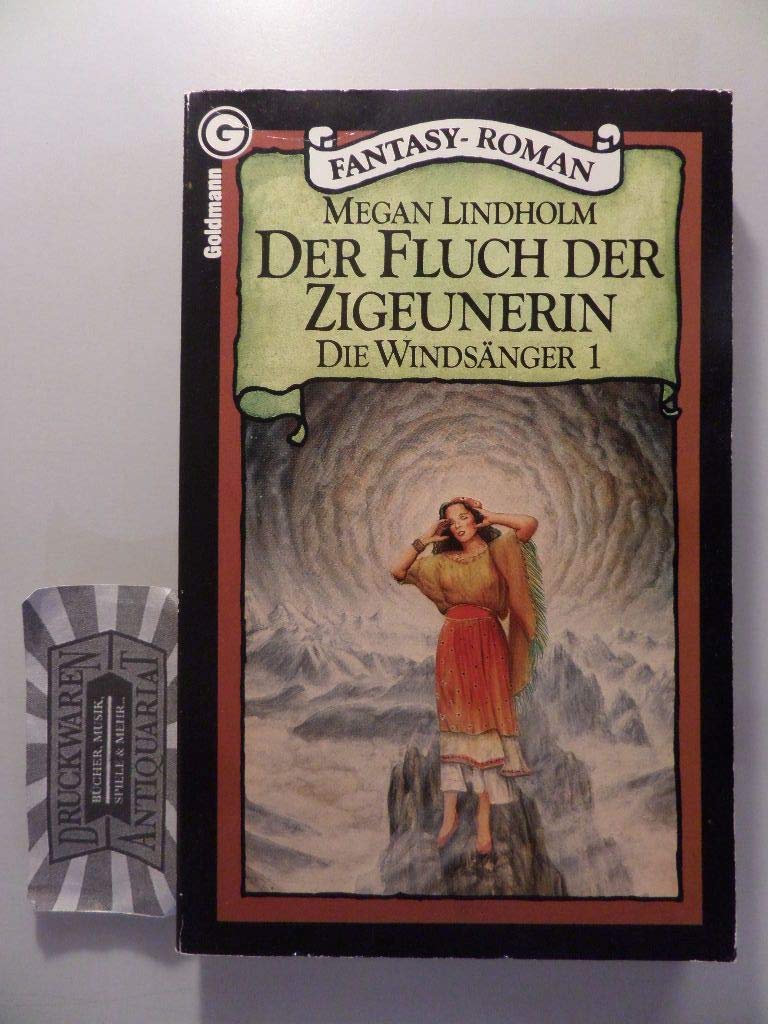 G
Goldmann
FANTASY-ROMAN
MEGAN LINDHOLM
DER FLUCH DER
ZIGEUNERIN
DIE WINDSÄNGER 1
DRUCKWAREN
BÜCHER, MUSIK,
SPIELE & MEHR...
ANTIQUARIAT